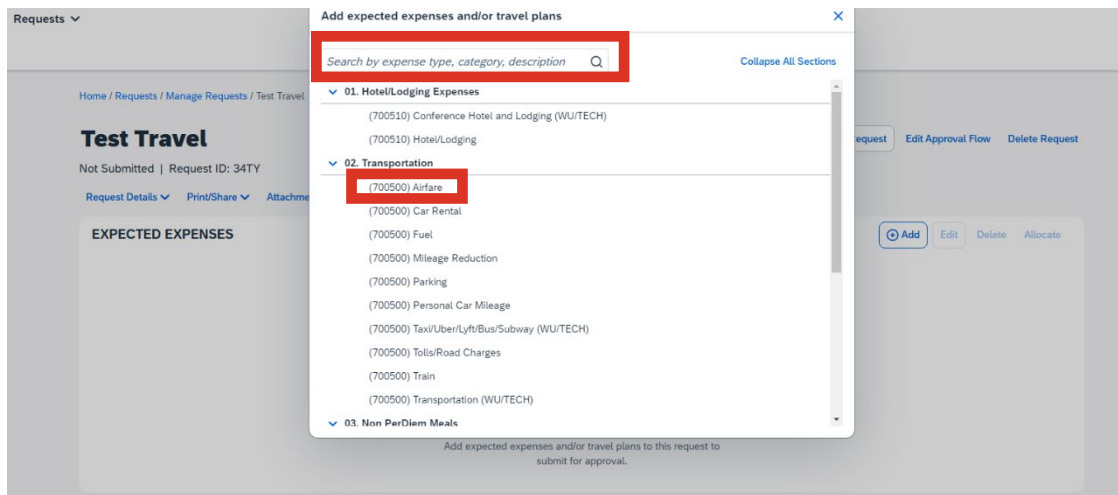 Requests
Add expected expenses and/or travel plans
Search by expense type, category, description
Collapse All Sections
Home / Requests / Manage Requests / Test Travel
01. Hotel/Lodging Expenses
(700510) Conference Hotel and Lodging (WU/TECH)
Test Travel
(700510) Hotel/Lodging
equest Edit Approval Flow Delete Request
Not Submitted | Request ID: 34TY
02. Transportation
(700500) Airfare
Request Details Print/Share Attachme
(700500) Car Rental
EXPECTED EXPENSES
(700500) Fuel
Add Edit Delete Allocate
(700500) Mileage Reduction
(700500) Parking
(700500) Personal Car Mileage
(700500) Taxi/Uber/Lyft/Bus/Subway (WU/TECH)
(700500) Tolls/Road Charges
(700500) Train
(700500) Transportation (WU/TECH)
03. Non PerDiem Meals
Add expected expenses and/or travel plans to this request to
submit for approval.